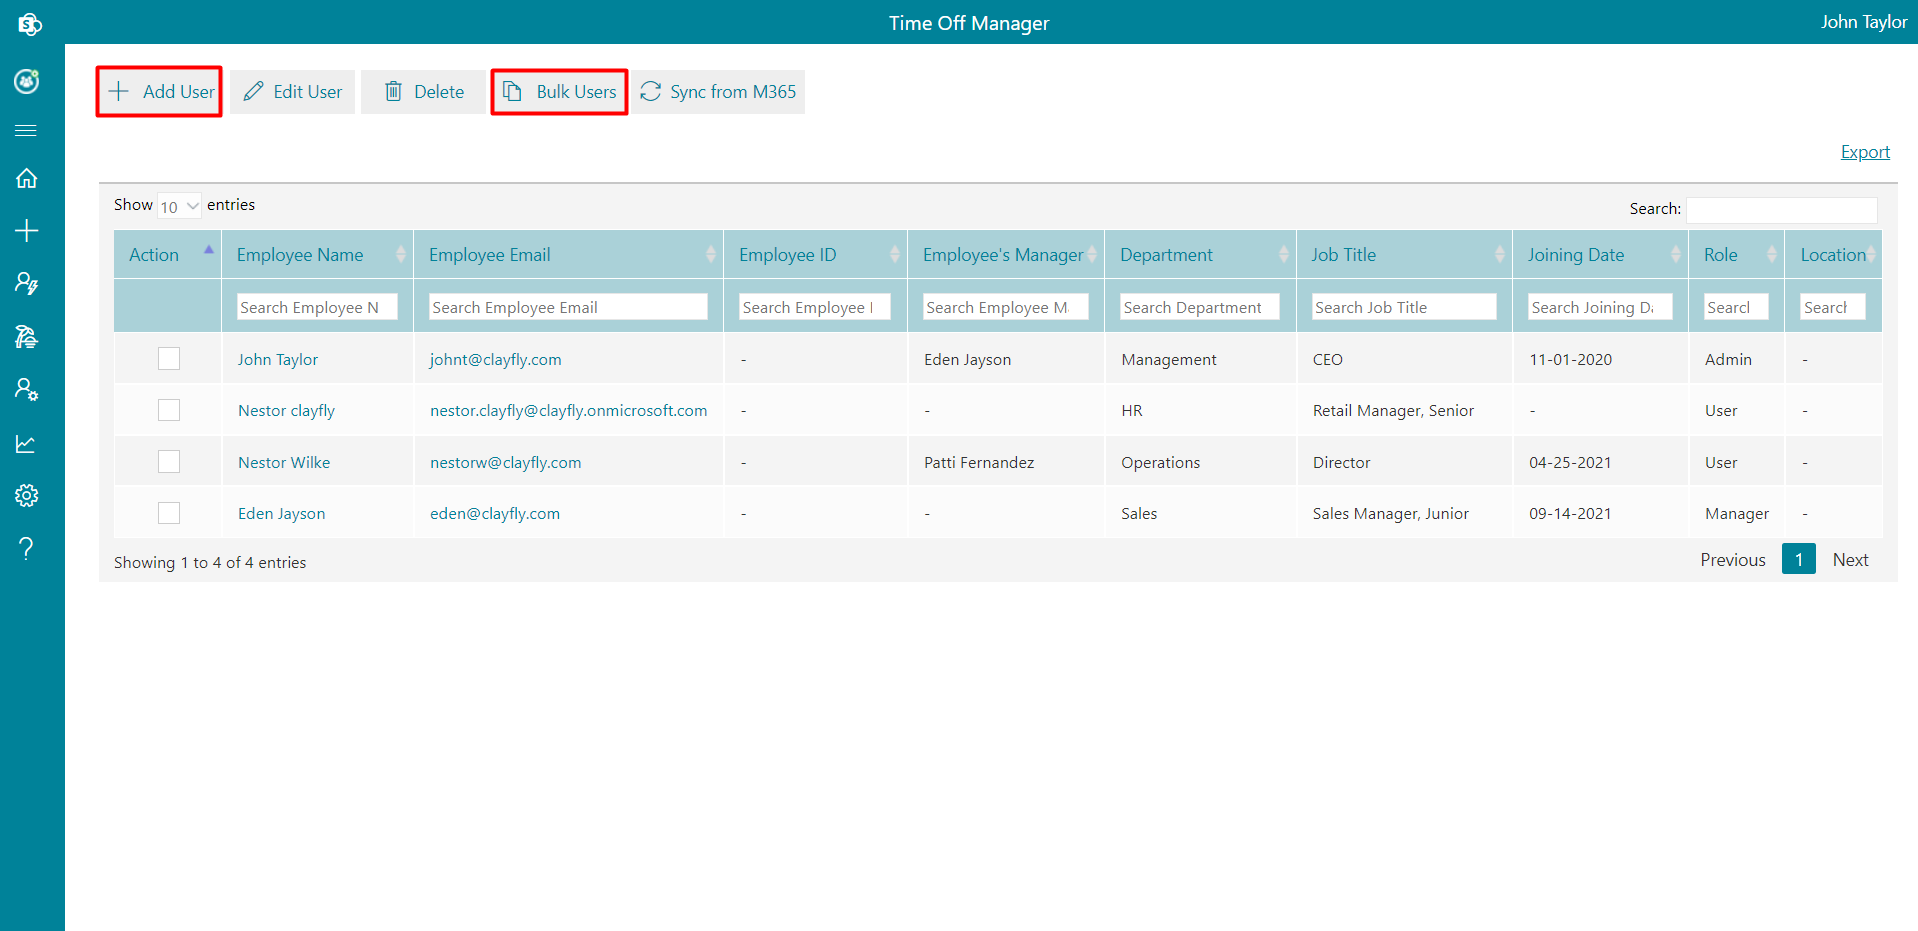 Time Off Manager
John Taylor
Add User Edit User Delete Bulk Users Sync from M365
Export
Show 10 entries
Search:
Action Employee Name Employee Email Employee ID Employee's Manager Department Job Title Joining Date Role Location
Search Employee N Search Employee Email Search Employee Search Employee M Search Department Search Job Title Search Joining Search Search
John Taylor johnt@clayfly.com - Eden Jayson Management CEO 11-01-2020 Admin -
Nestor clayfly nestor.clayfly@clayfly.onmicrosoft.com - - HR Retail Manager, Senior - User -
Nestor Wilke nestorw@clayfly.com - Patti Fernandez Operations Director 04-25-2021 User -
Eden Jayson eden@clayfly.com - - Sales Sales Manager, Junior 09-14-2021 Manager -
Showing 1 to 4 of 4 entries
Previous 1 Next